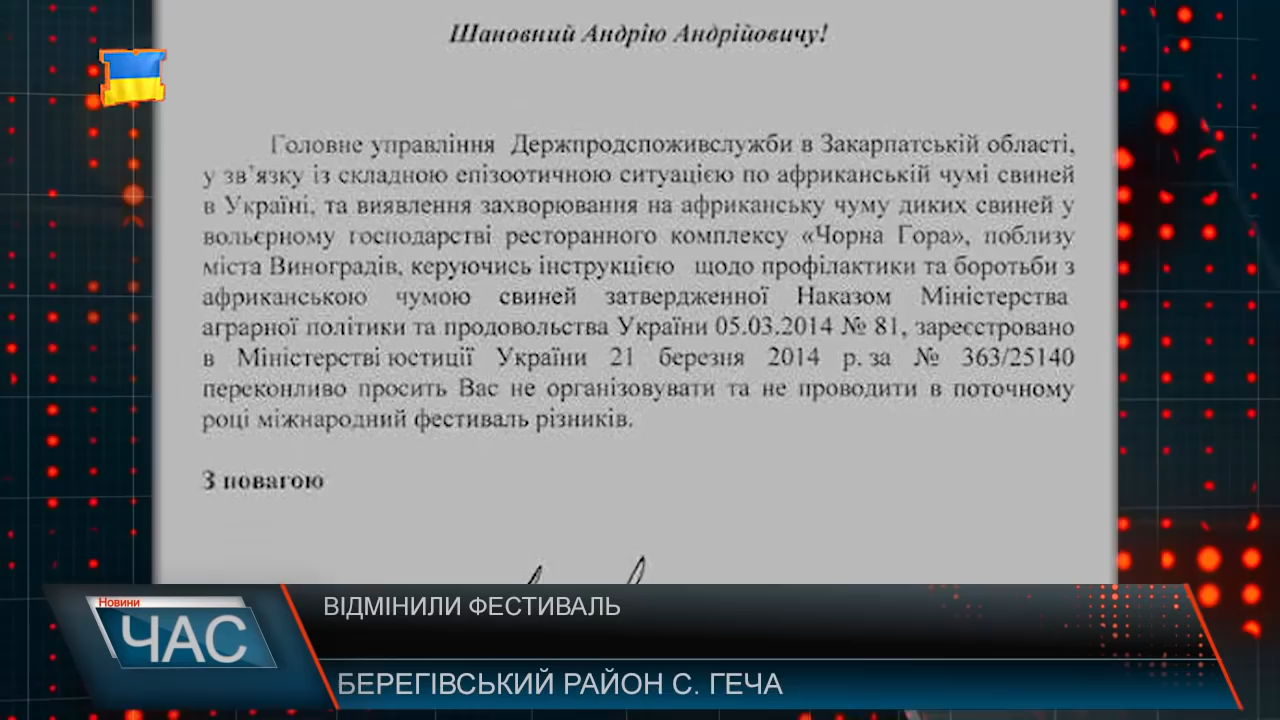 Шановний Андрію Андрійовичу!
Головне управління Держпродспоживслужби в Закарпатській області,
у зв’язку із складною епізоотичною ситуацією по африканській чумі свиней
в Україні, та виявлення захворювання на африканську чуму диких свиней у
вольєрному господарстві ресторанного комплексу «Чорна Гора», поблизу
міста Виноградів, керуючись інструкцією щодо профілактики та боротьби з
африканською чумою свиней затвердженної Наказом Міністерства
аграрної політики та продовольства України 05.03.2014 № 81, зареєстровано
в Міністерстві юстиції України 21 березня 2014 р. за № 363/25140
переконливо просить Вас не організовувати та не проводити в поточному
році міжнародний фестиваль різників.
З повагою
Новини
ЧАС
ВІДМІНИЛИ ФЕСТИВАЛЬ
БЕРЕГІВСЬКИЙ РАЙОН С. ГЕЧА